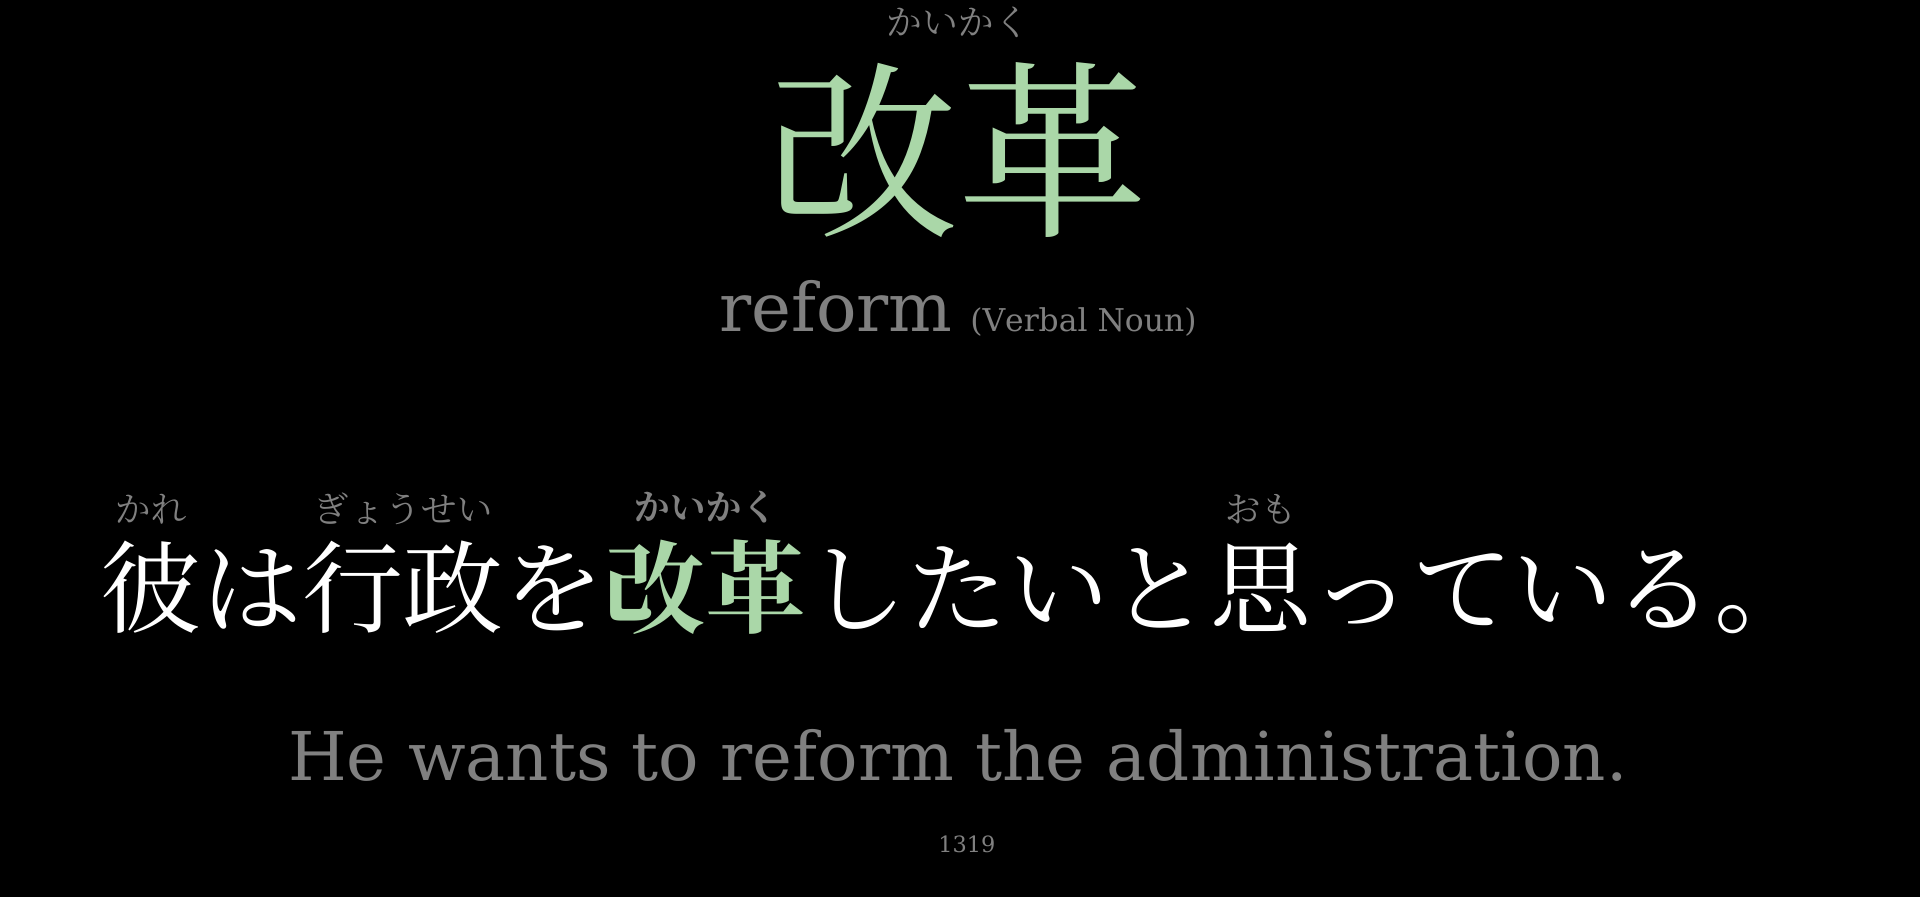 かいかく
改革
reform (Verbal Noun)
かれ ぎょうせい かいかく おも
彼は行政を改革したいと思っている。
He wants to reform the administration.
1319